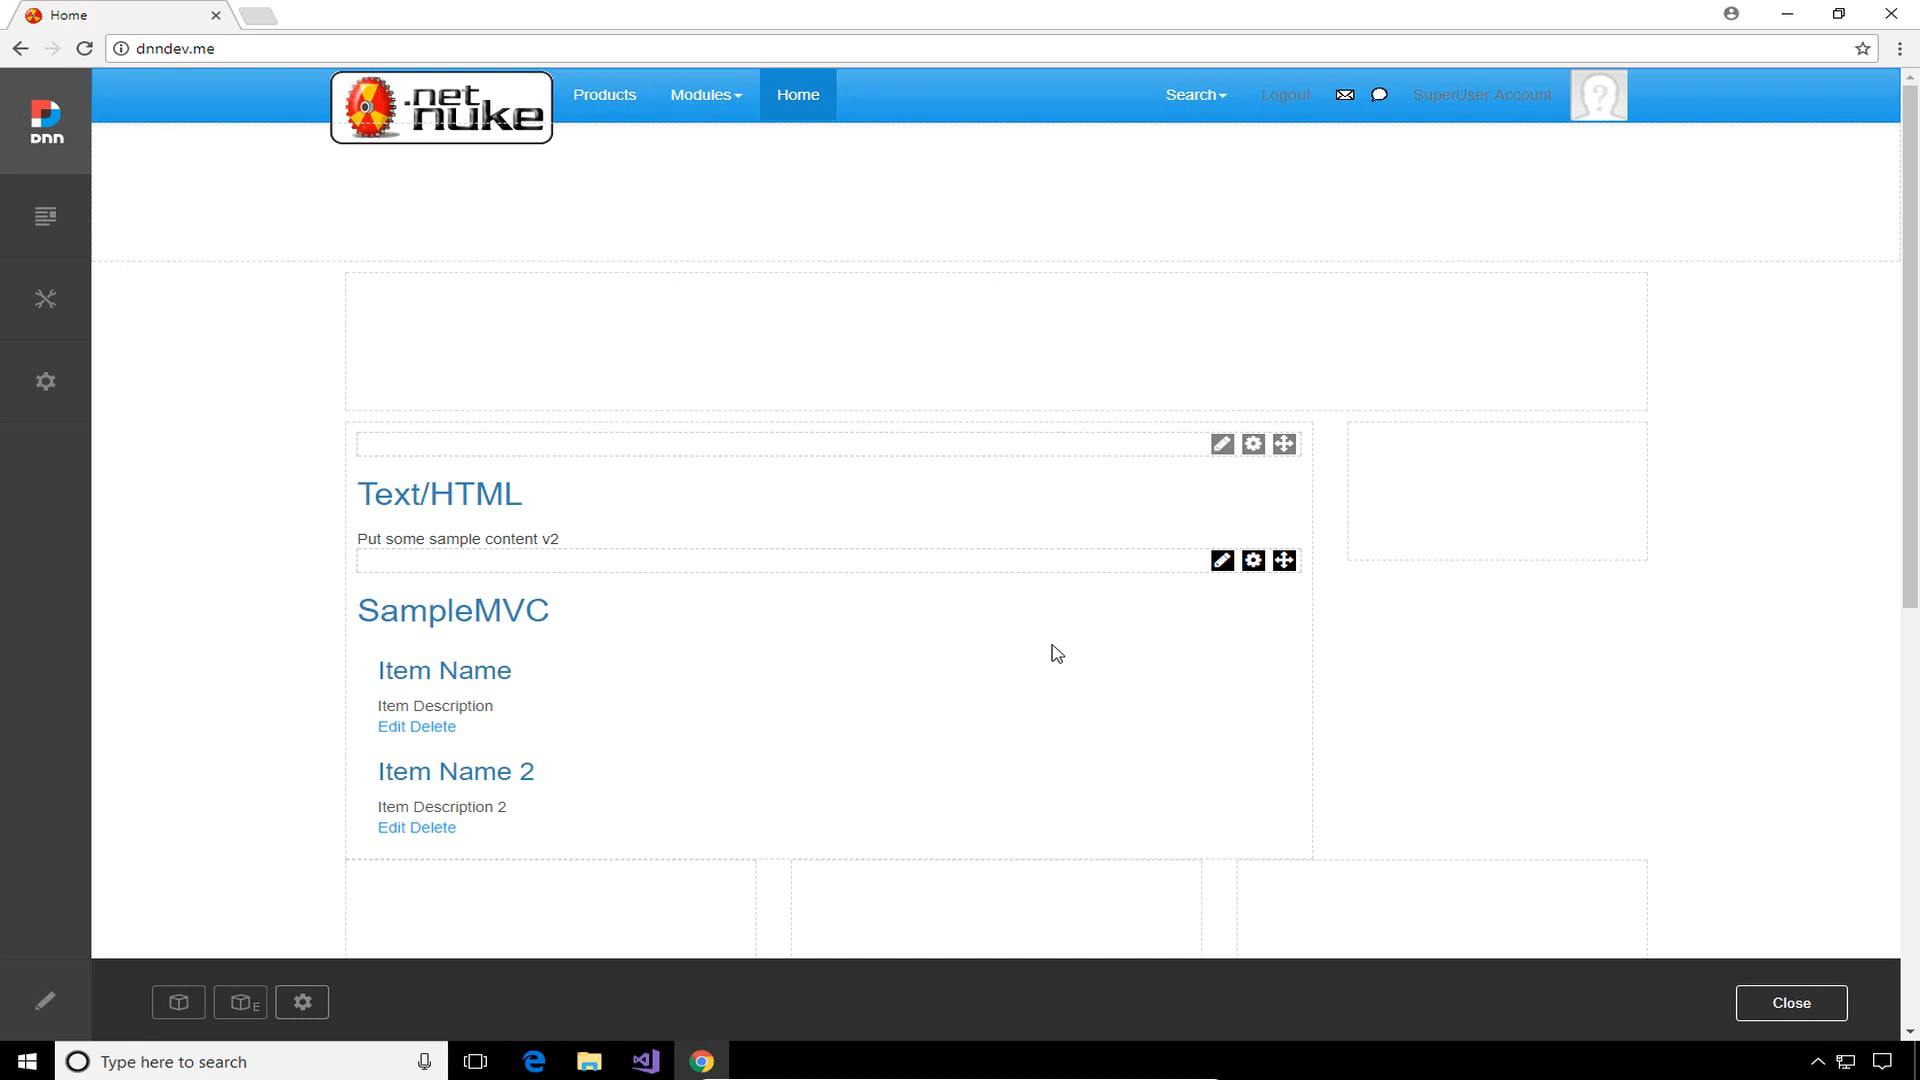 Home
dnndev.me
DNN
.net nuke
Products
Modules
Home
Search
Logout
SuperUser Account
Text/HTML
Put some sample content v2
SampleMVC
Item Name
Item Description
Edit Delete
Item Name 2
Item Description 2
Edit Delete
E
Close
Type here to search